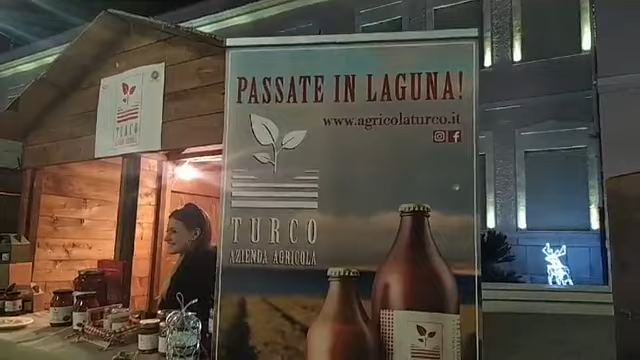 PASSATE IN LAGUNA!
www.agricolaturco.it
TURCO
AZIENDA AGRICOLA
TURCO